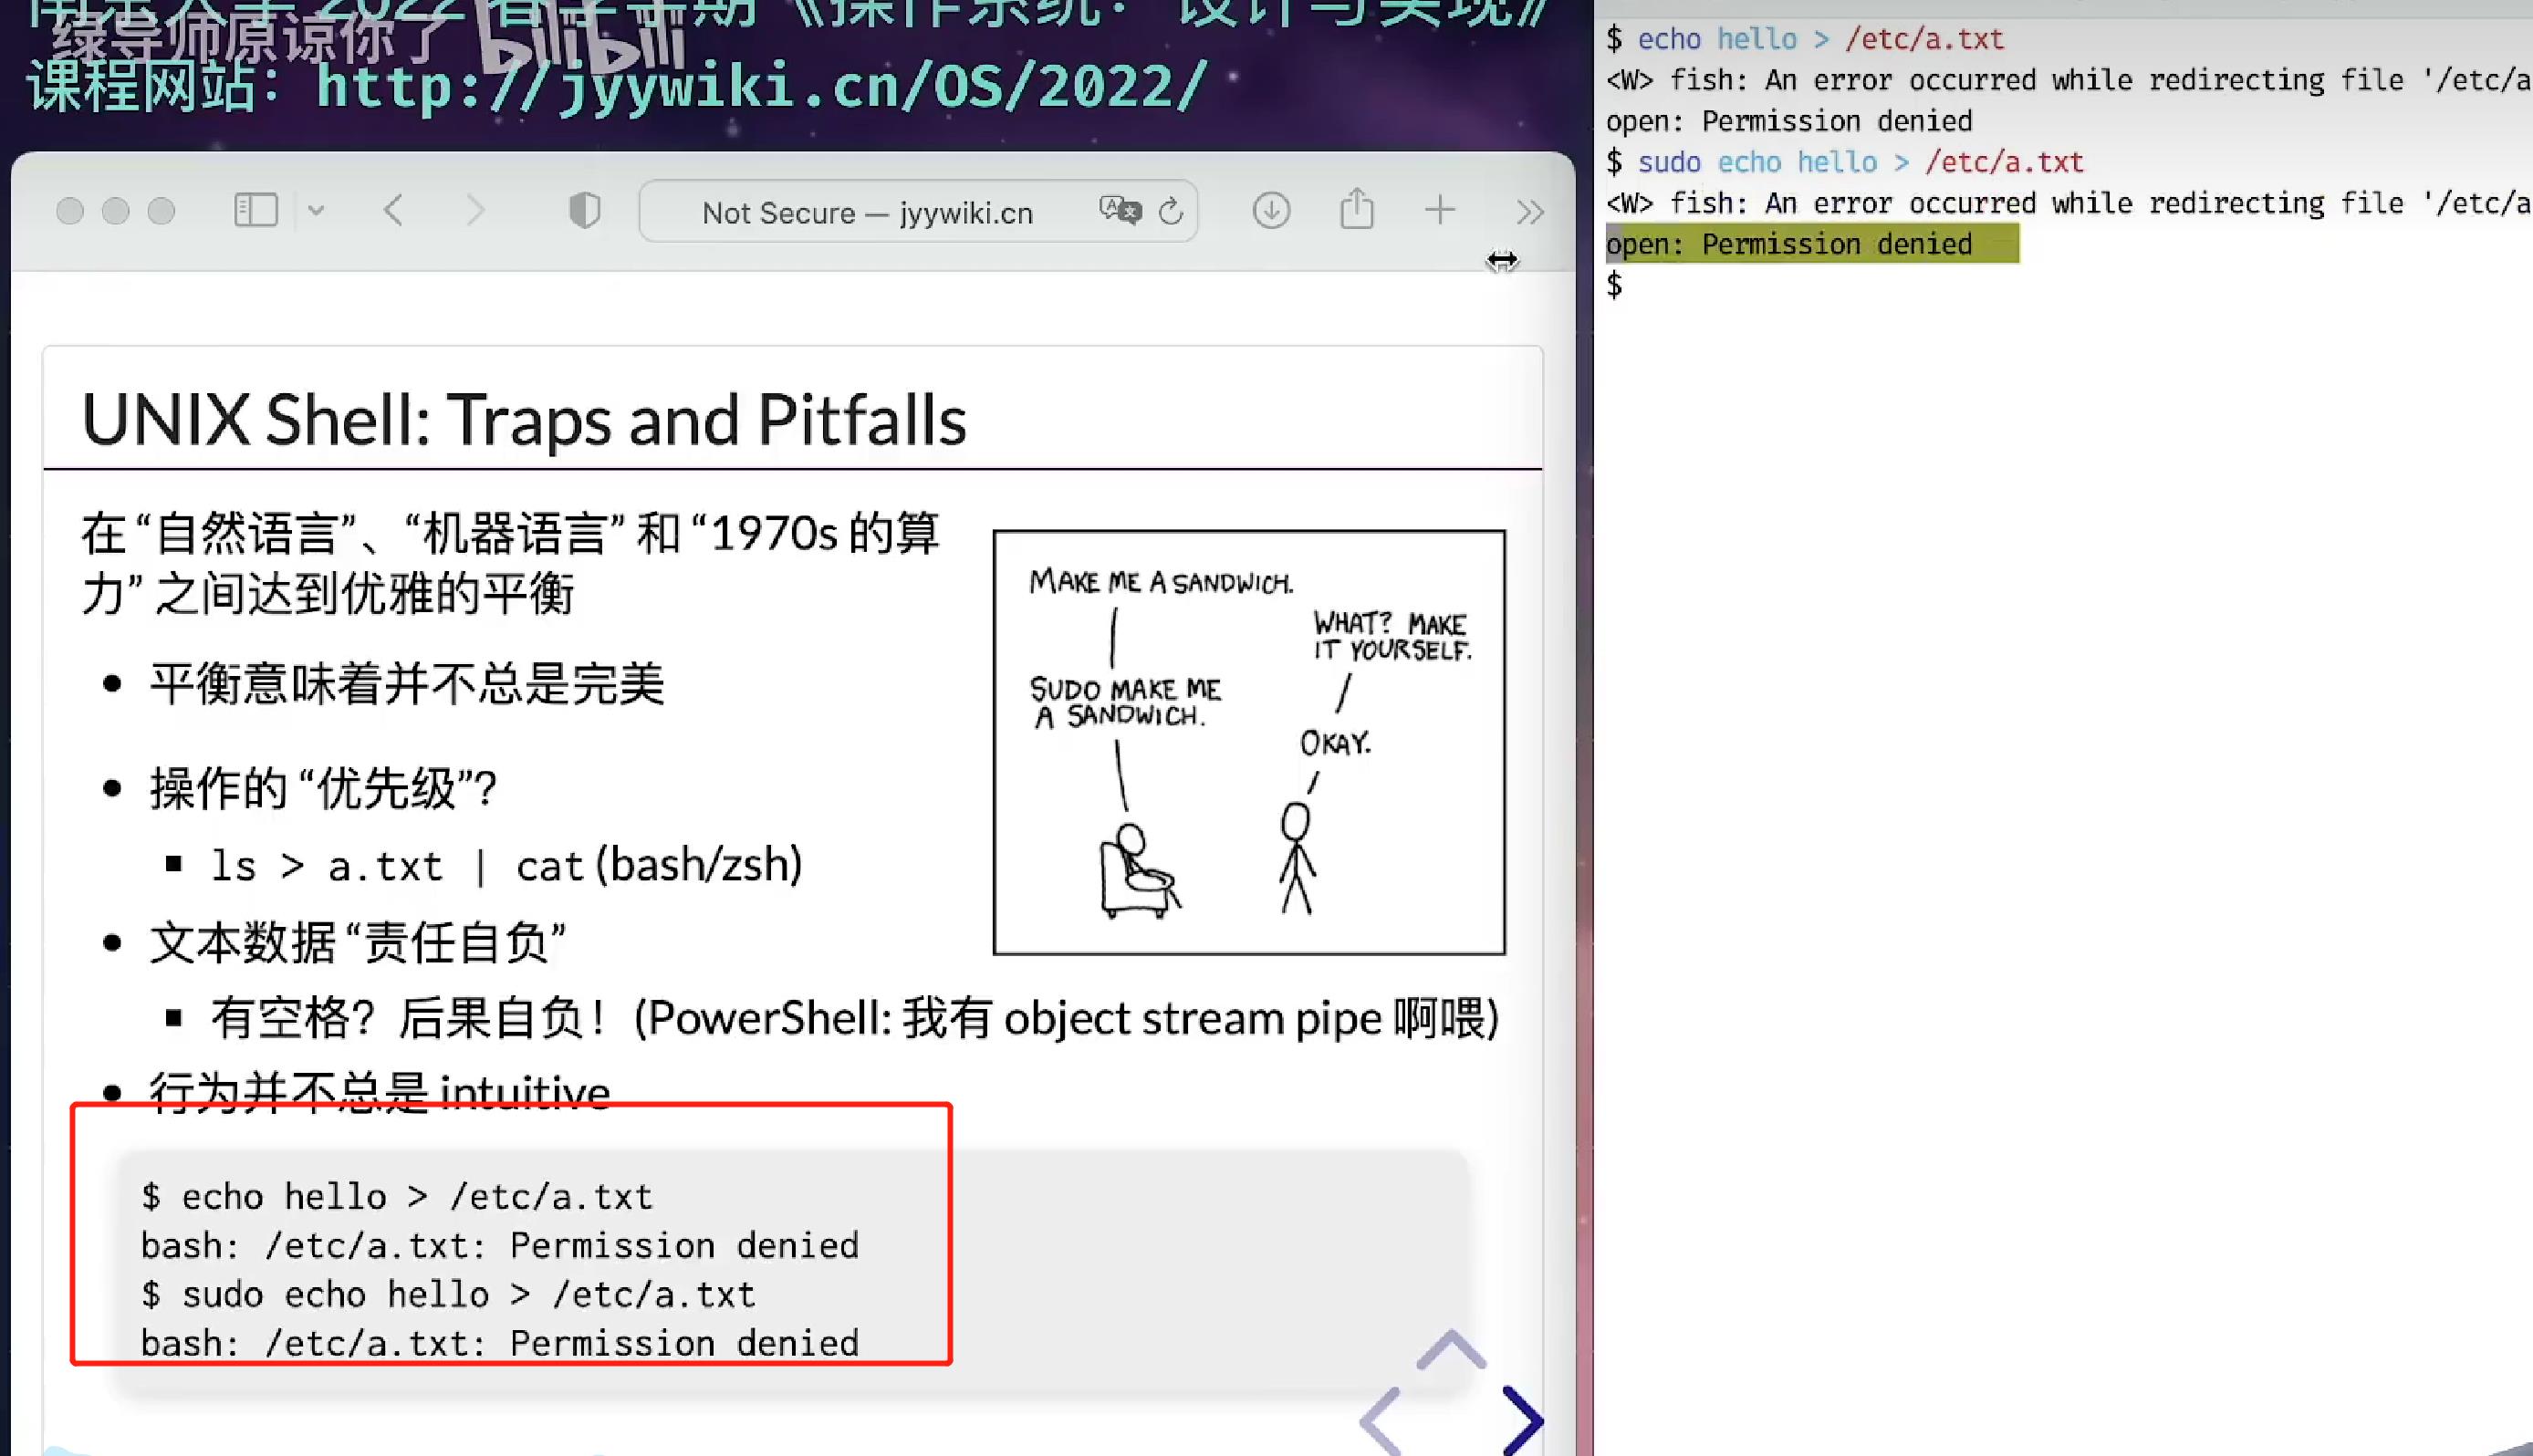 2022 春季学期《操作系统：设计与实现》
绿导师原谅你了 bilibili
课程网站：http://jyywiki.cn/OS/2022/
Not Secure — jyywiki.cn
UNIX Shell: Traps and Pitfalls
在 “自然语言”、“机器语言” 和 “1970s 的算
力” 之间达到优雅的平衡
• 平衡意味着并不总是完美
• 操作的 “优先级”？
▪ ls > a.txt | cat (bash/zsh)
• 文本数据 “责任自负”
▪ 有空格？后果自负！(PowerShell: 我有 object stream pipe 啊喂)
• 行为并不总是 intuitive
$ echo hello > /etc/a.txt
bash: /etc/a.txt: Permission denied
$ sudo echo hello > /etc/a.txt
bash: /etc/a.txt: Permission denied
MAKE ME A SANDWICH.
WHAT? MAKE
IT YOURSELF.
SUDO MAKE ME
A SANDWICH.
OKAY.
$ echo hello > /etc/a.txt
<W> fish: An error occurred while redirecting file '/etc/a
open: Permission denied
$ sudo echo hello > /etc/a.txt
<W> fish: An error occurred while redirecting file '/etc/a
open: Permission denied
$